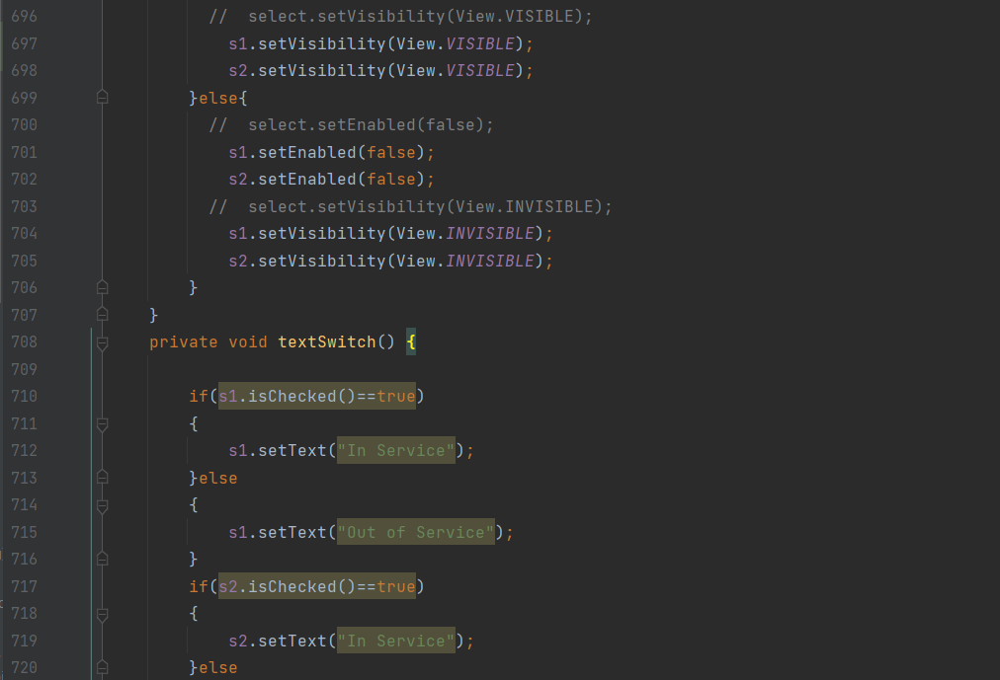 696 //  select.setVisibility(View.VISIBLE);
697 s1.setVisibility(View.VISIBLE);
698 s2.setVisibility(View.VISIBLE);
699 }else{
700 //  select.setEnabled(false);
701 s1.setEnabled(false);
702 s2.setEnabled(false);
703 //  select.setVisibility(View.INVISIBLE);
704 s1.setVisibility(View.INVISIBLE);
705 s2.setVisibility(View.INVISIBLE);
706 }
707 }
708 private void textSwitch() {
709
710 if(s1.isChecked()==true)
711 {
712 s1.setText("In Service");
713 }else
714 {
715 s1.setText("Out of Service");
716 }
717 if(s2.isChecked()==true)
718 {
719 s2.setText("In Service");
720 }else